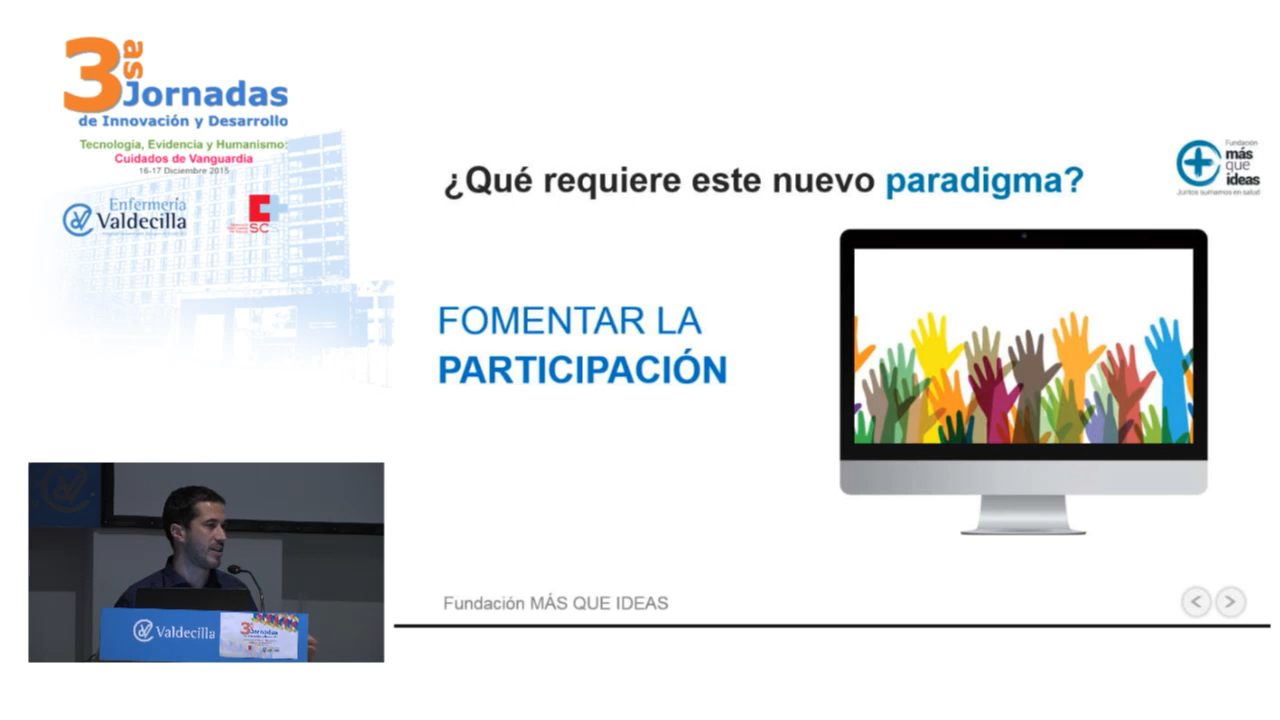 3as Jornadas
de Innovación y Desarrollo
Tecnología, Evidencia y Humanismo:
Cuidados de Vanguardia
16-17 Diciembre 2015
Enfermería
Valdecilla
SC
¿Qué requiere este nuevo paradigma?
Fundación
más
que
ideas
Juntos sumamos en salud
FOMENTAR LA
PARTICIPACIÓN
Valdecilla
3as Jornadas
Fundación MÁS QUE IDEAS